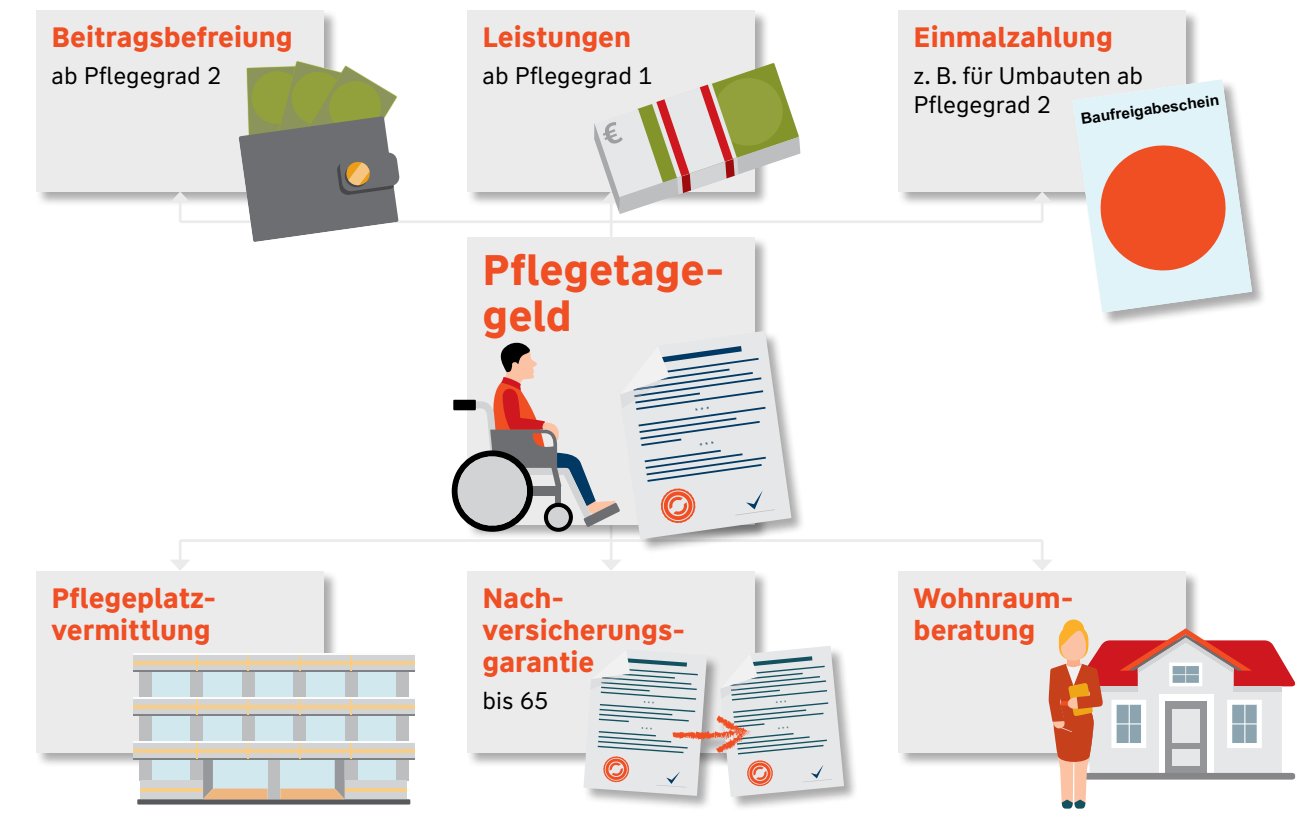 Beitragsbefreiung
ab Pflegegrad 2
Leistungen
ab Pflegegrad 1
€
Einmalzahlung
z. B. für Umbauten ab
Pflegegrad 2
Baufreigabeschein
Pflegetage-
geld
Pflegeplatz-
vermittlung
Nach-
versicherungs-
garantie
bis 65
Wohnraum-
beratung